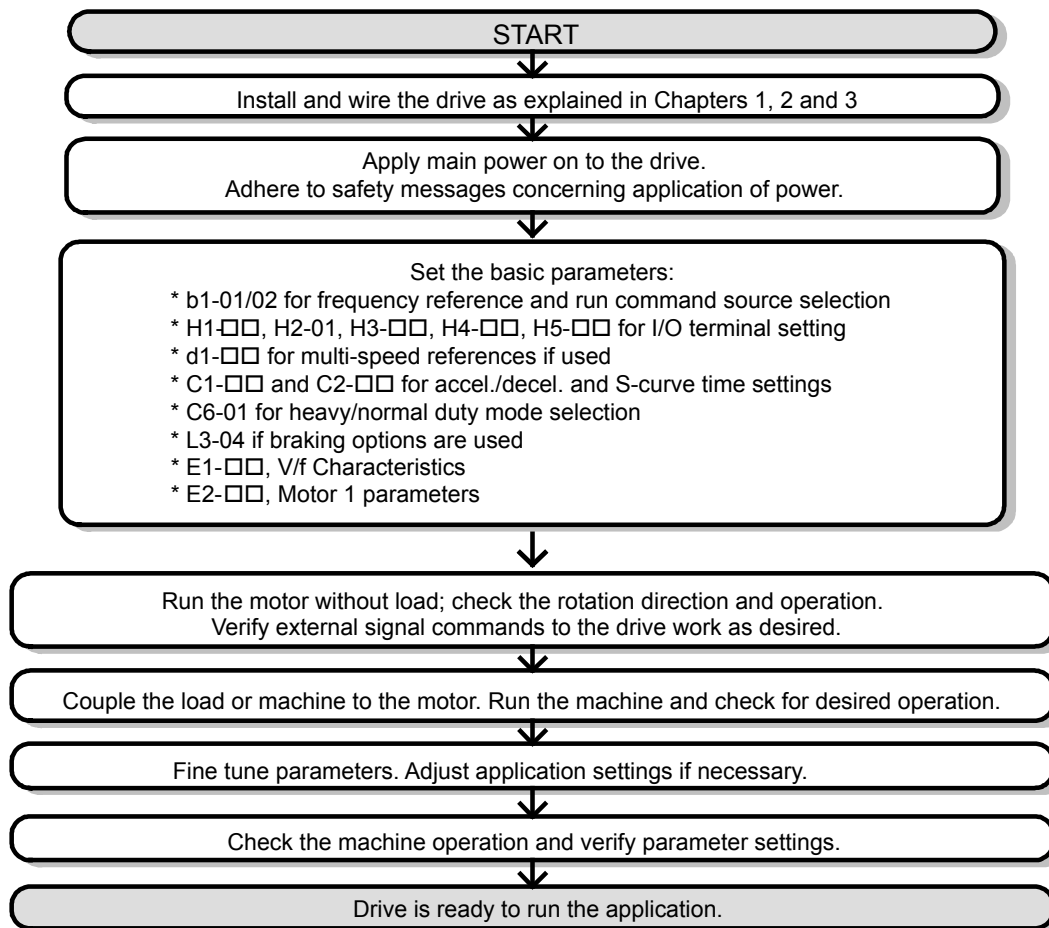 START
Install and wire the drive as explained in Chapters 1, 2 and 3
Apply main power on to the drive.
Adhere to safety messages concerning application of power.
Set the basic parameters:
* b1-01/02 for frequency reference and run command source selection
* H1-□□, H2-01, H3-□□, H4-□□, H5-□□ for I/O terminal setting
* d1-□□ for multi-speed references if used
* C1-□□ and C2-□□ for accel./decel. and S-curve time settings
* C6-01 for heavy/normal duty mode selection
* L3-04 if braking options are used
* E1-□□, V/f Characteristics
* E2-□□, Motor 1 parameters
Run the motor without load; check the rotation direction and operation.
Verify external signal commands to the drive work as desired.
Couple the load or machine to the motor. Run the machine and check for desired operation.
Fine tune parameters. Adjust application settings if necessary.
Check the machine operation and verify parameter settings.
Drive is ready to run the application.